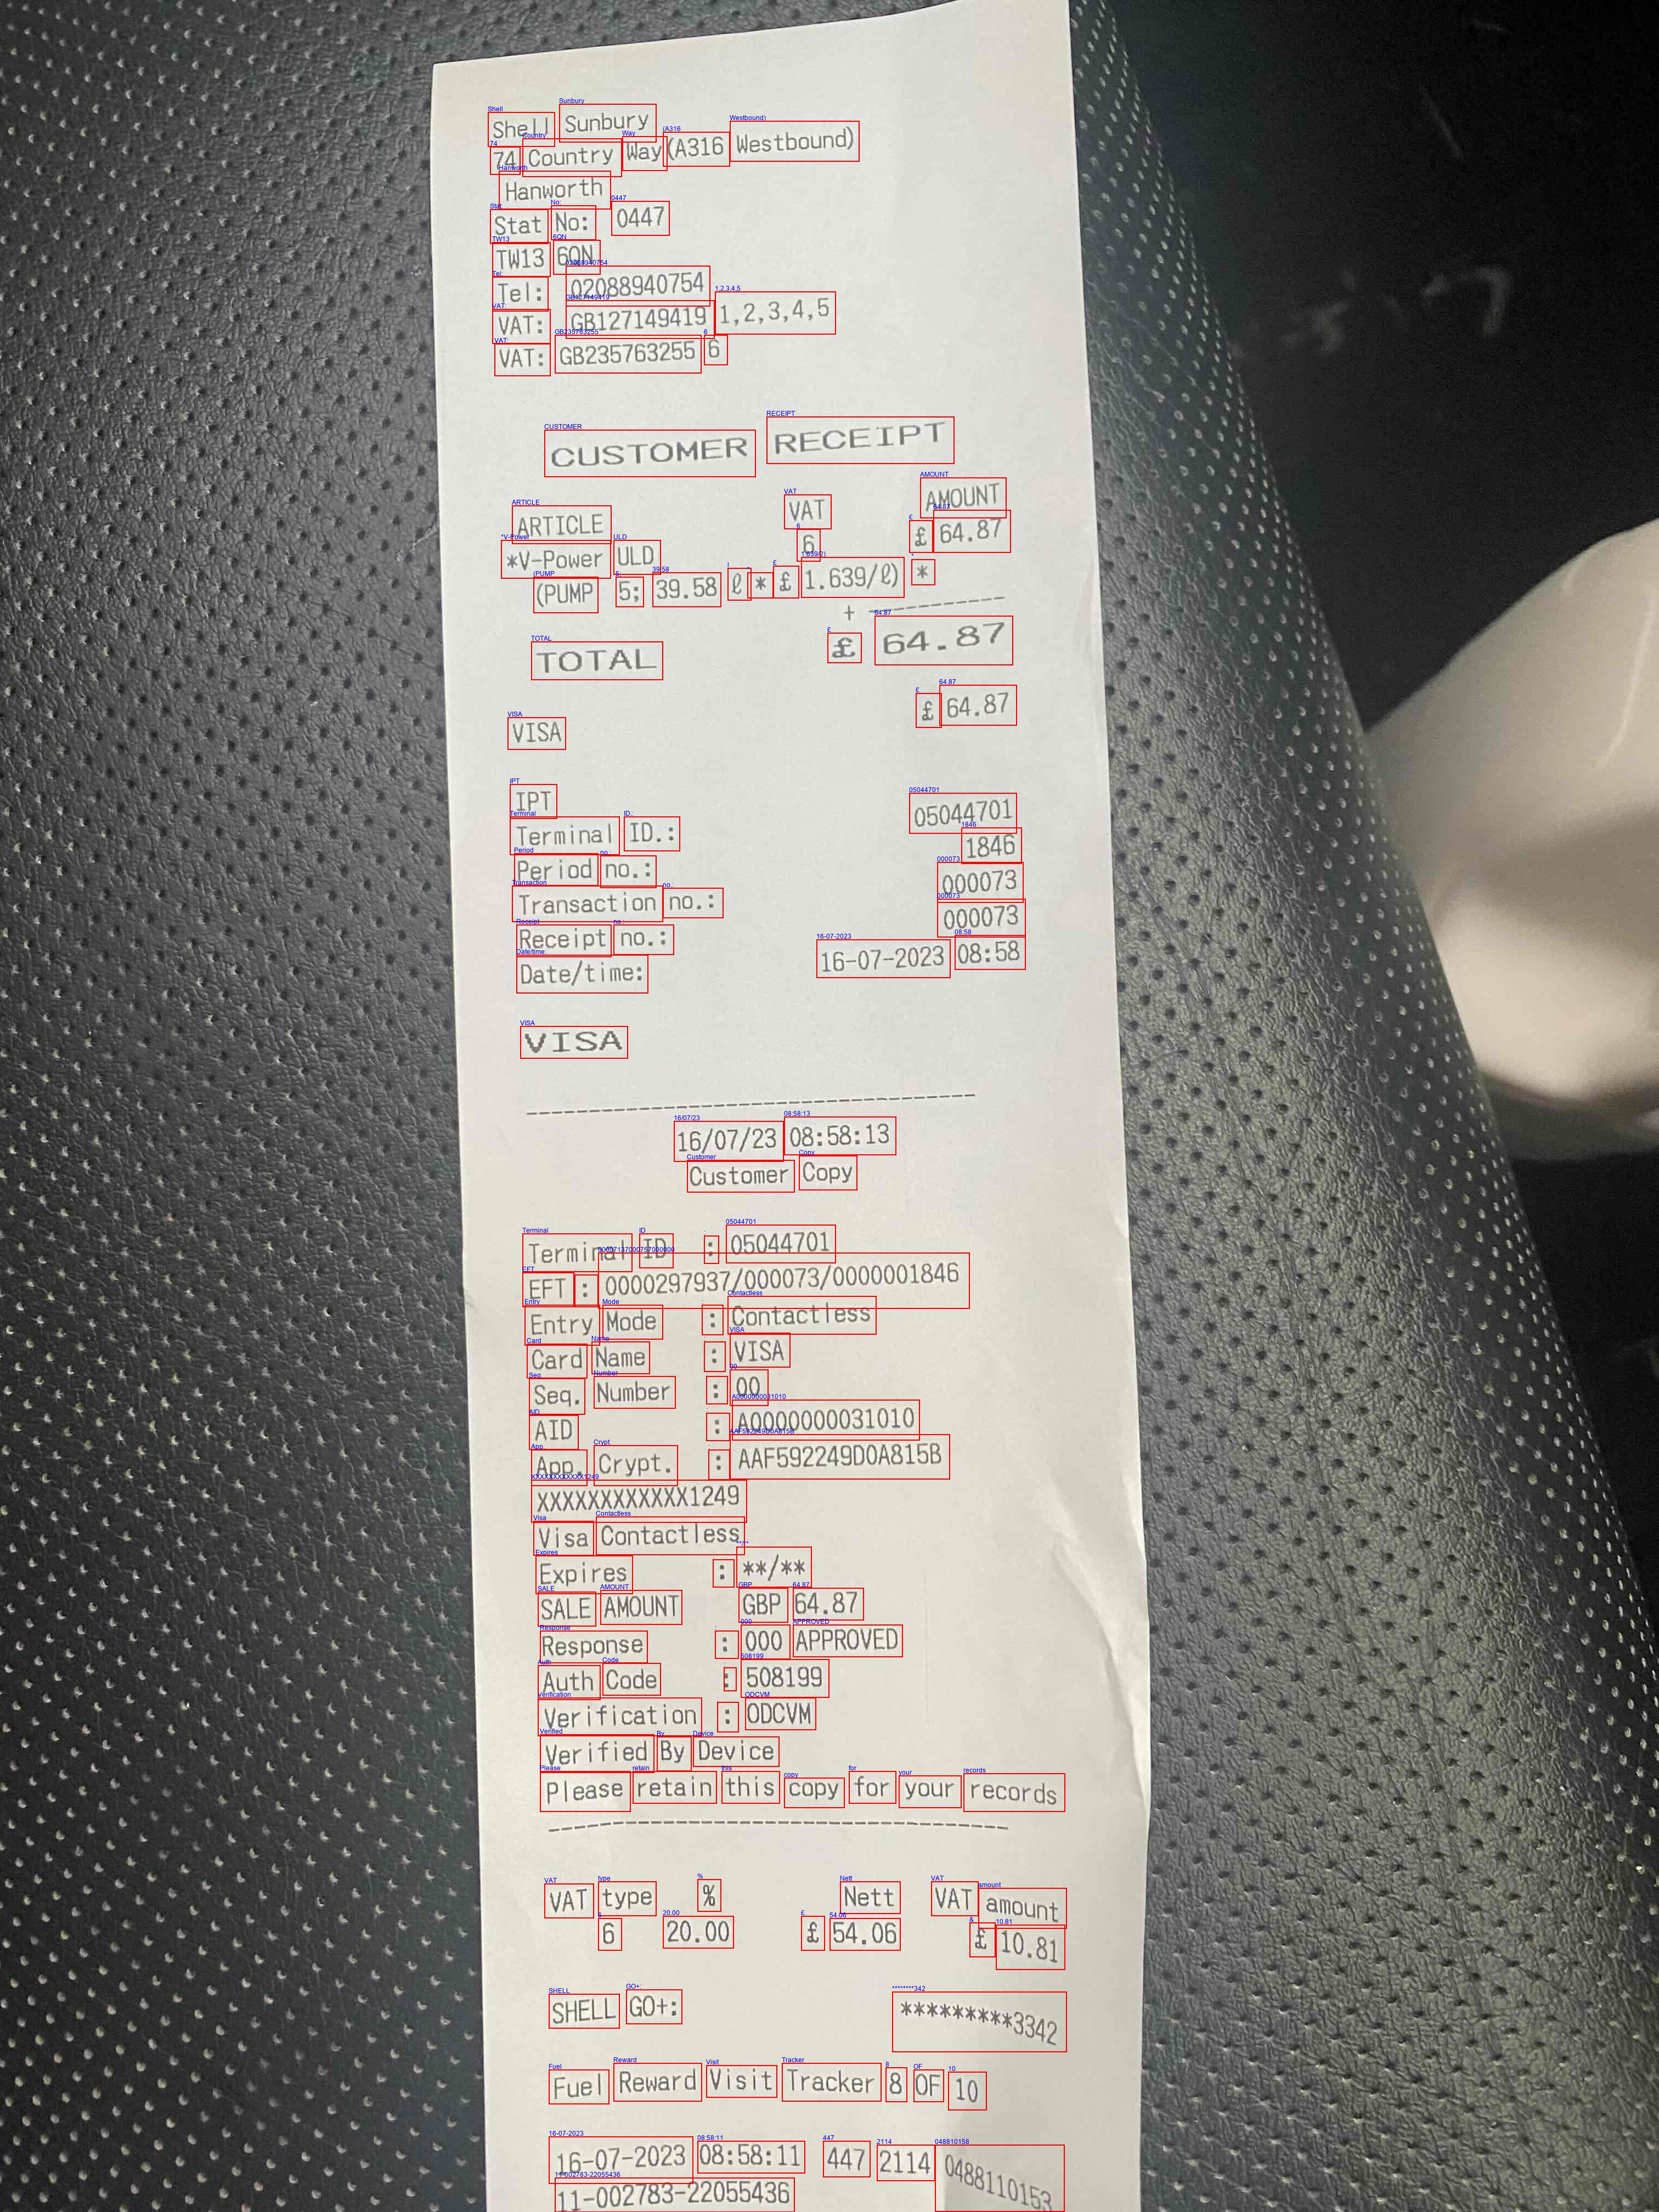 Shell Sunbury
74 Country Way (A316 Westbound)
Hanworth
Stat No: 0447
TW13 6QN
Tel: 02088940754
VAT: GB127149419 1,2,3,4,5
VAT: GB235763255 6
CUSTOMER RECEIPT
ARTICLE VAT AMOUNT
*V-Power ULD 6 £ 64.87
(PUMP 5; 39.58 ℓ * £ 1.639/ℓ) *
+ ------------
TOTAL £ 64.87
VISA £ 64.87
IPT
Terminal ID.: 05044701
Period no.: 1846
Transaction no.: 000073
Receipt no.: 000073
Date/time: 16-07-2023 08:58
VISA
16/07/23 08:58:13
Customer Copy
Terminal ID : 05044701
EFT : 0000297937/000073/0000001846
Entry Mode : Contactless
Card Name : VISA
Seq. Number : 00
AID : A0000000031010
App. Crypt. : AAF592249D0A815B
XXXXXXXXXXXX1249
Visa Contactless
Expires : **/**
SALE AMOUNT GBP 64.87
Response : 000 APPROVED
Auth Code : 508199
Verification : ODCVM
Verified By Device
Please retain this copy for your records
VAT type % Nett VAT amount
6 20.00 £ 54.06 £ 10.81
SHELL GO+: *********3342
Fuel Reward Visit Tracker 8 OF 10
16-07-2023 08:58:11 447 2114 0488110153
11-002783-22055436